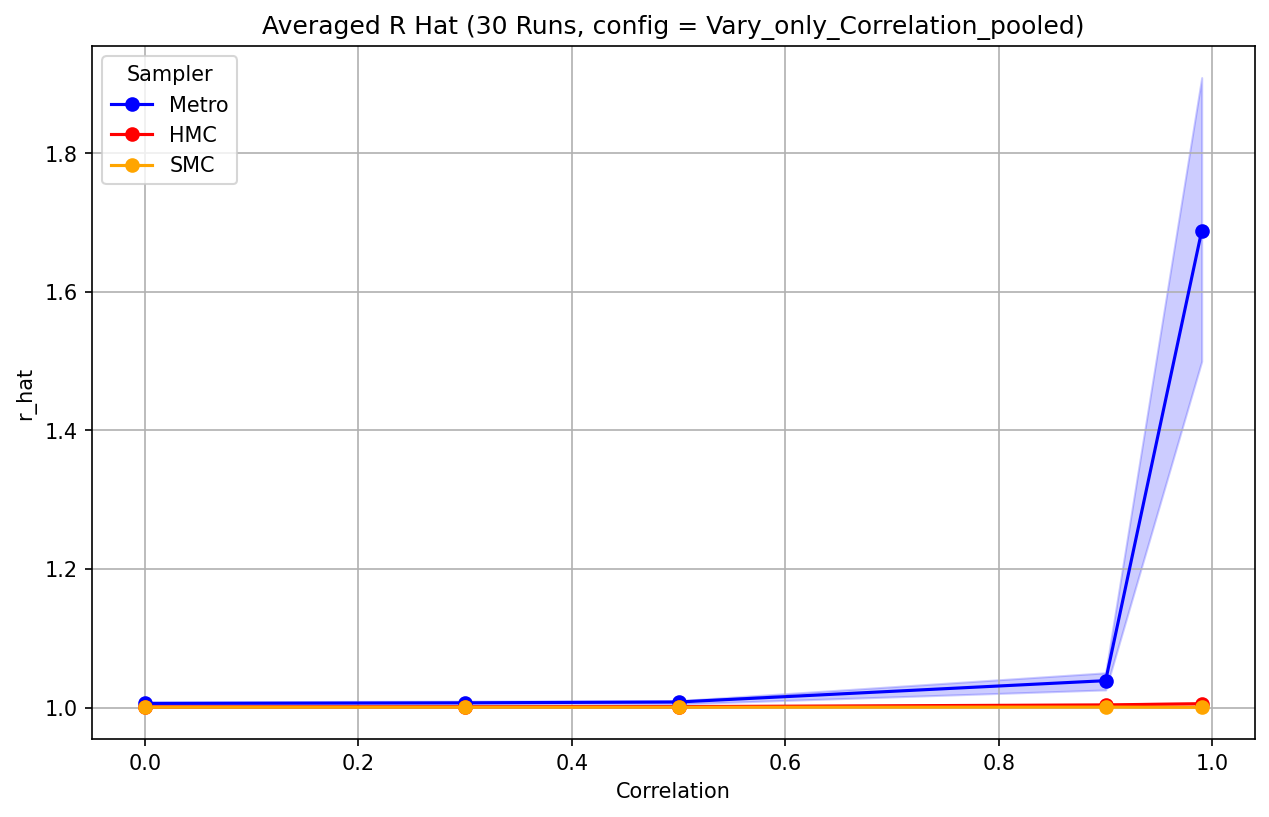 Averaged R Hat (30 Runs, config = Vary_only_Correlation_pooled)
Sampler
Metro
HMC
SMC
1.8
1.6
1.4
1.2
1.0
r_hat
0.0 0.2 0.4 0.6 0.8 1.0
Correlation